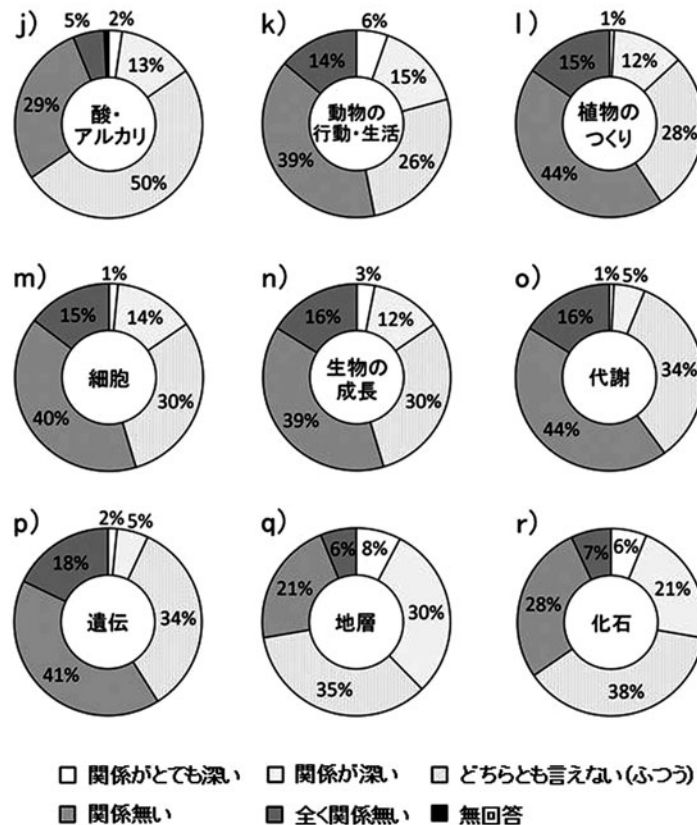 j)
5%
2%
13%
29%
50%
酸・
アルカリ
k)
6%
14%
15%
39%
26%
動物の
行動・生活
l)
1%
15%
12%
28%
44%
植物の
つくり
m)
1%
15%
14%
40%
30%
細胞
n)
3%
16%
12%
39%
30%
生物の
成長
o)
1%
5%
16%
34%
44%
代謝
p)
2%
5%
18%
34%
41%
遺伝
q)
6%
8%
21%
30%
35%
地層
r)
7%
6%
28%
21%
38%
化石
関係がとても深い 関係が深い どちらとも言えない(ふつう)
関係無い 全く関係無い 無回答